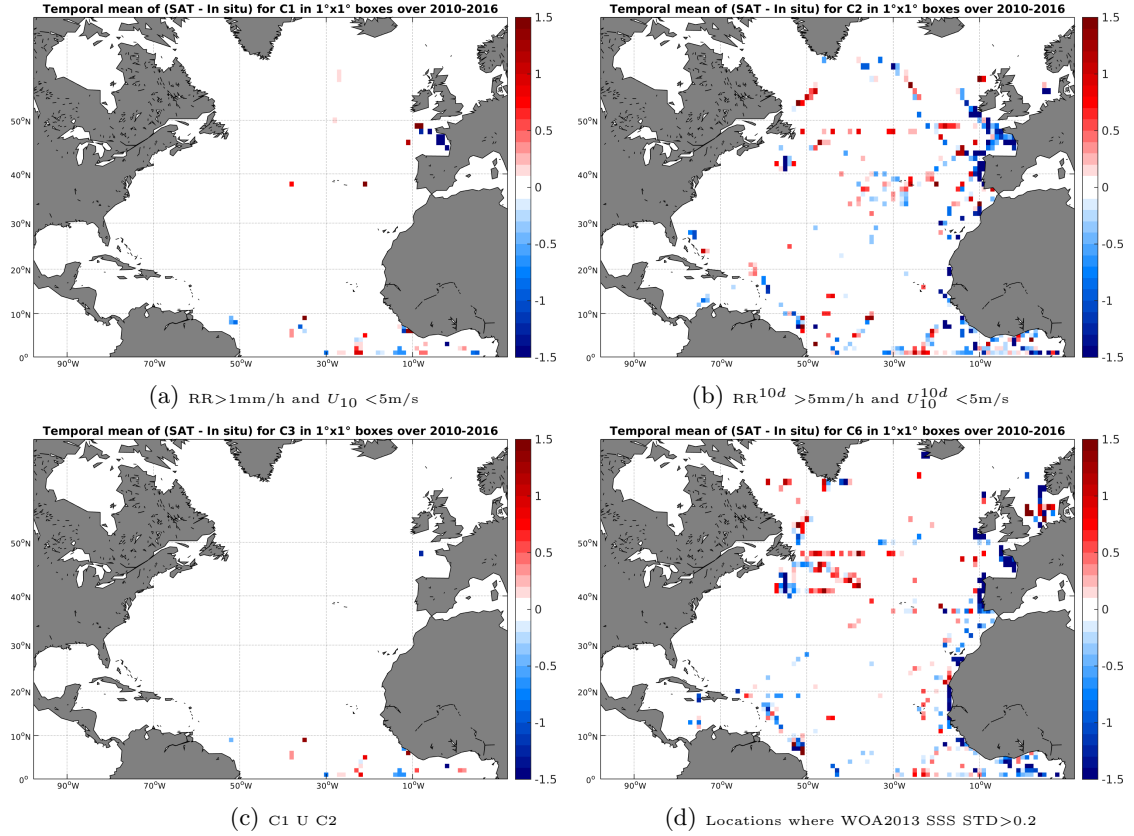 Temporal mean of (SAT - In situ) for C1 in 1°x1° boxes over 2010-2016
50°N
40°N
30°N
20°N
10°N
0°
90°W
70°W
50°W
30°W
10°W
1.5
1
0.5
0
-0.5
-1
-1.5
(a) RR>1mm/h and U10 <5m/s
Temporal mean of (SAT - In situ) for C2 in 1°x1° boxes over 2010-2016
50°N
40°N
30°N
20°N
10°N
0°
90°W
70°W
50°W
30°W
10°W
1.5
1
0.5
0
-0.5
-1
-1.5
(b) RR^10d >5mm/h and U10^10d <5m/s
Temporal mean of (SAT - In situ) for C3 in 1°x1° boxes over 2010-2016
50°N
40°N
30°N
20°N
10°N
0°
90°W
70°W
50°W
30°W
10°W
1.5
1
0.5
0
-0.5
-1
-1.5
(c) C1 U C2
Temporal mean of (SAT - In situ) for C6 in 1°x1° boxes over 2010-2016
50°N
40°N
30°N
20°N
10°N
0°
90°W
70°W
50°W
30°W
10°W
1.5
1
0.5
0
-0.5
-1
-1.5
(d) Locations where WOA2013 SSS STD>0.2